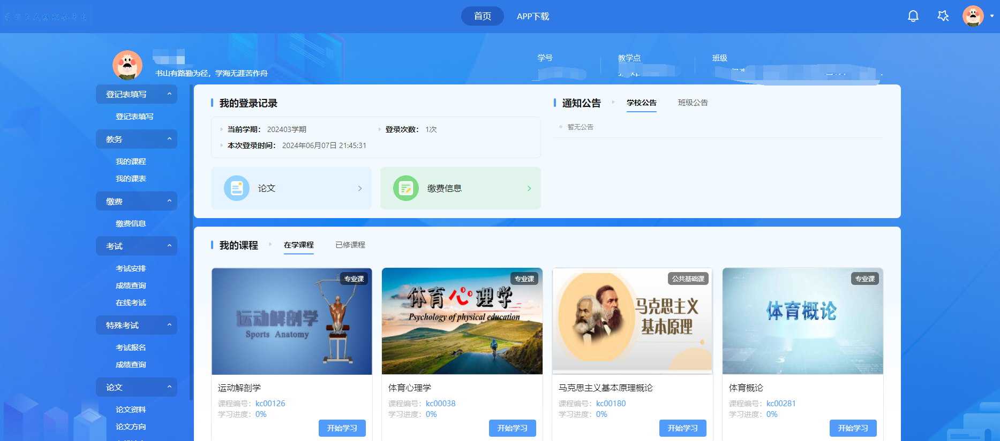 首页
APP下载
书山有路勤为径，学海无涯苦作舟
学号
教学点
班级
登记表填写
登记表填写
教务
我的课程
我的课表
缴费
缴费信息
考试
考试安排
成绩查询
在线考试
特殊考试
考试报名
成绩查询
论文
论文资料
论文方向
我的登录记录
当前学期： 202403学期
登录次数： 1次
本次登录时间： 2024年06月07日 21:45:31
论文
缴费信息
通知公告
学校公告
班级公告
暂无公告
我的课程
在学课程
已修课程
专业课
运动解剖学
Sports Anatomy
运动解剖学
课程编号：kc00126
学习进度：0%
开始学习
专业课
体育心理学
Psychology of physical education
体育心理学
课程编号：kc00038
学习进度：0%
开始学习
公共基础课
马克思主义
基本原理
马克思主义基本原理概论
课程编号：kc00180
学习进度：0%
开始学习
专业课
体育概论
体育概论
课程编号：kc00281
学习进度：0%
开始学习